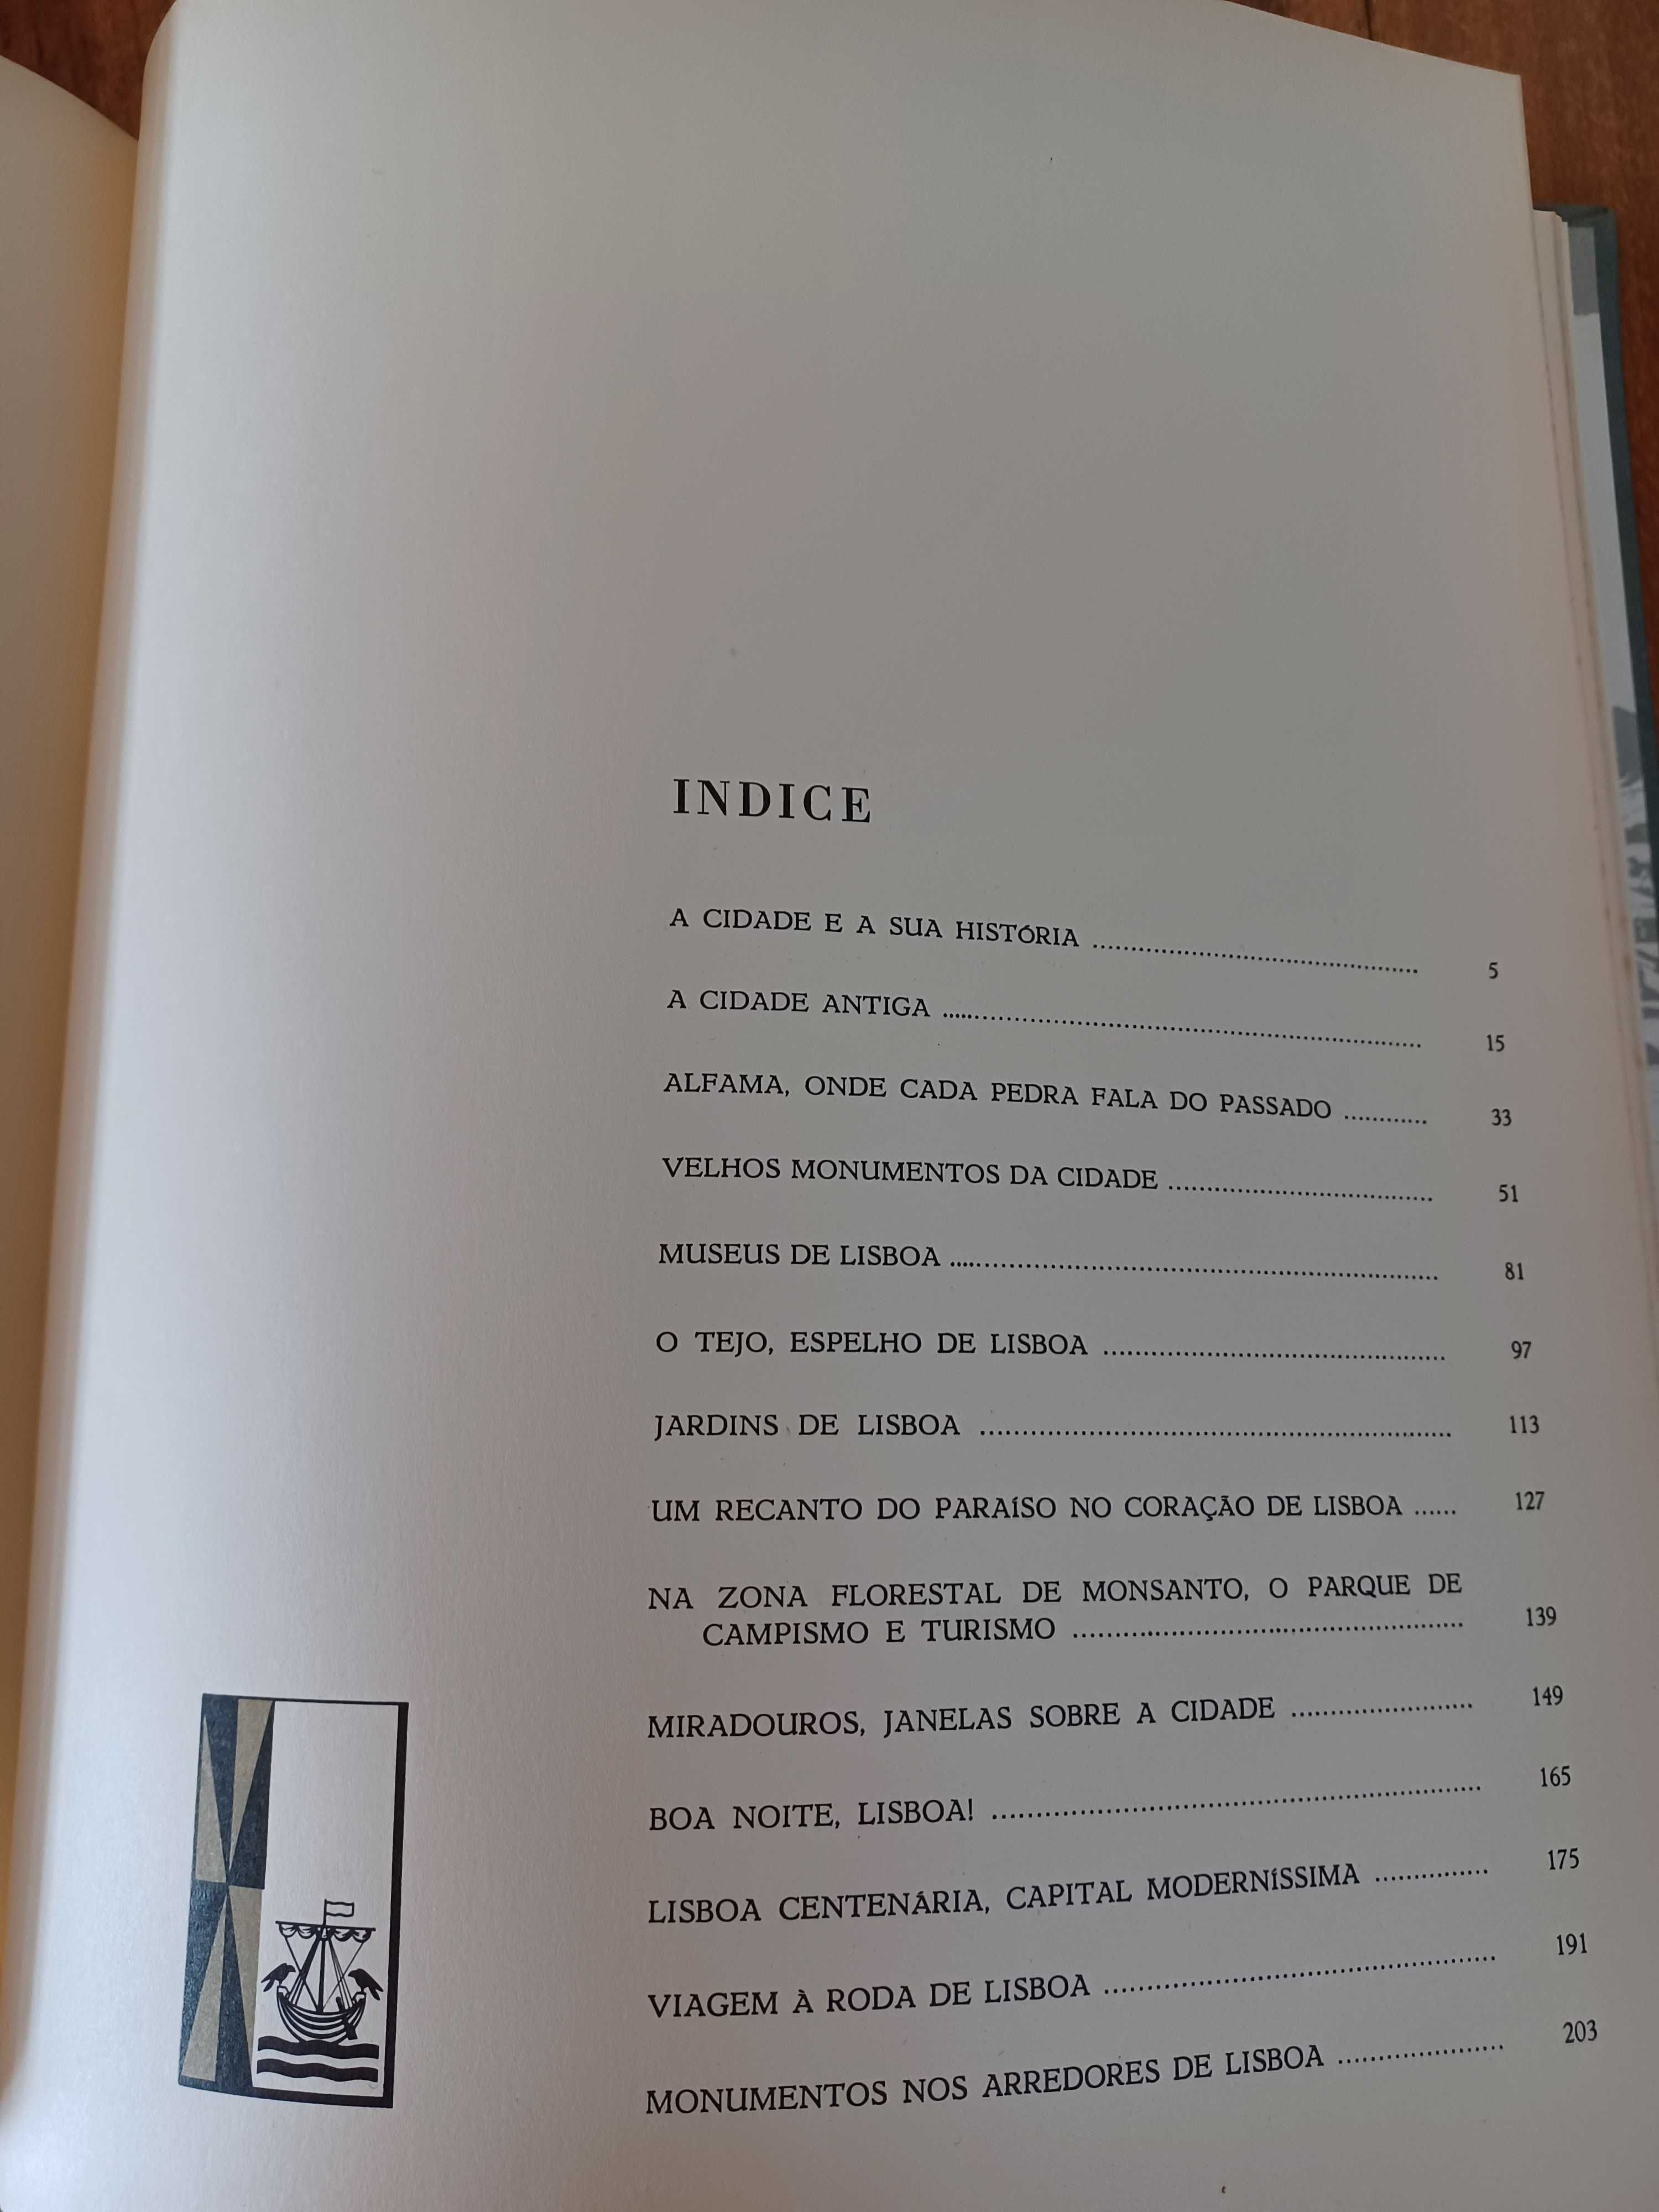 INDICE
A CIDADE E A SUA HISTÓRIA ........................................ 5
A CIDADE ANTIGA ........................................ 15
ALFAMA, ONDE CADA PEDRA FALA DO PASSADO ............ 33
VELHOS MONUMENTOS DA CIDADE ........................................ 51
MUSEUS DE LISBOA ........................................ 81
O TEJO, ESPELHO DE LISBOA ........................................ 97
JARDINS DE LISBOA ........................................ 113
UM RECANTO DO PARAÍSO NO CORAÇÃO DE LISBOA ...... 127
NA ZONA FLORESTAL DE MONSANTO, O PARQUE DE
CAMPISMO E TURISMO ........................................ 139
MIRADOUROS, JANELAS SOBRE A CIDADE ........................ 149
BOA NOITE, LISBOA! ........................................ 165
LISBOA CENTENÁRIA, CAPITAL MODERNÍSSIMA ............... 175
VIAGEM À RODA DE LISBOA ........................................ 191
MONUMENTOS NOS ARREDORES DE LISBOA ..................... 203